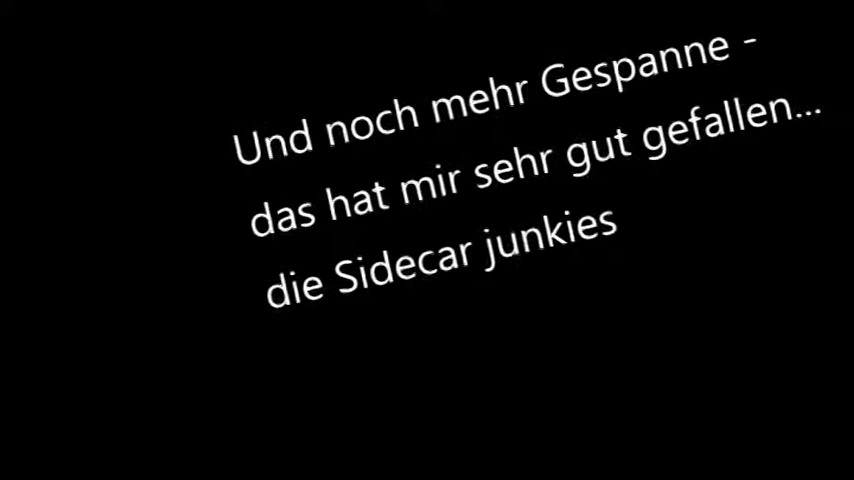 Und noch mehr Gespanne -
das hat mir sehr gut gefallen...
die Sidecar junkies